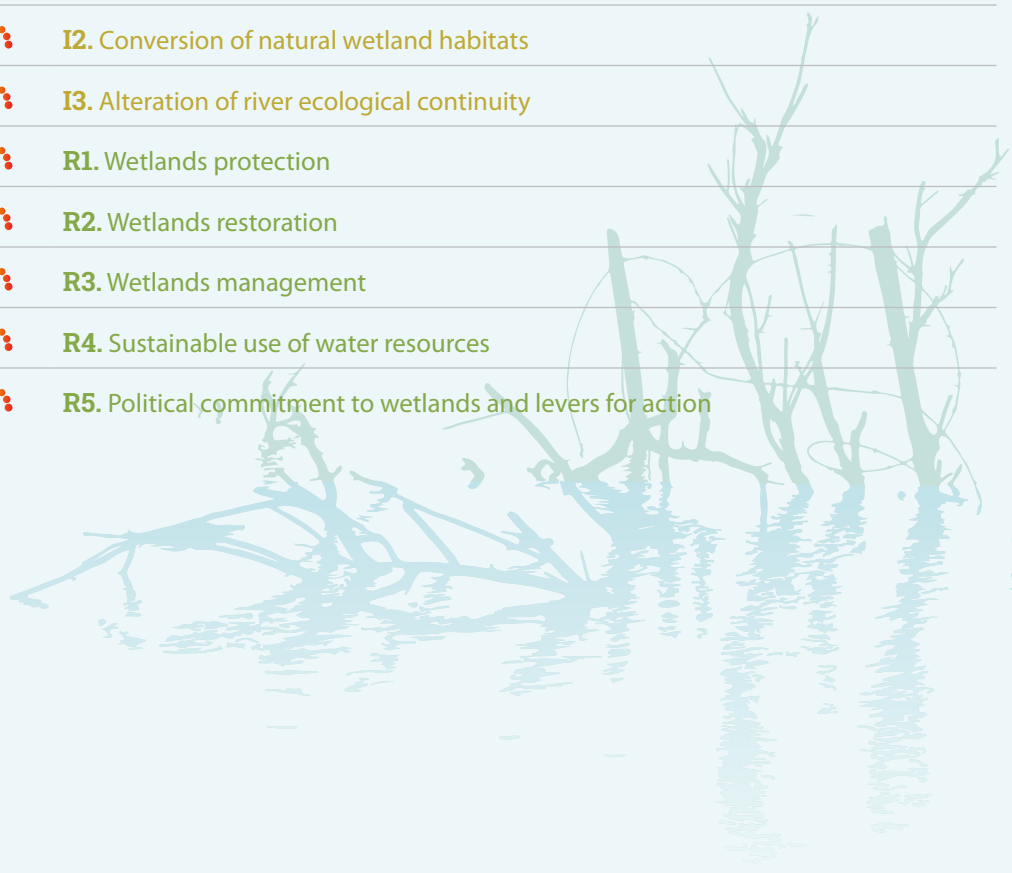 I2. Conversion of natural wetland habitats
I3. Alteration of river ecological continuity
R1. Wetlands protection
R2. Wetlands restoration
R3. Wetlands management
R4. Sustainable use of water resources
R5. Political commitment to wetlands and levers for action